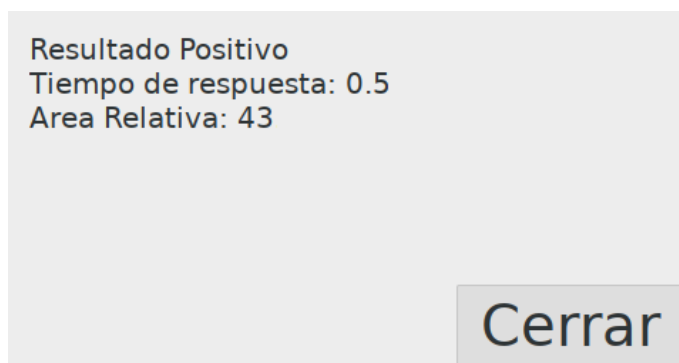 Resultado Positivo
Tiempo de respuesta: 0.5
Area Relativa: 43
Cerrar